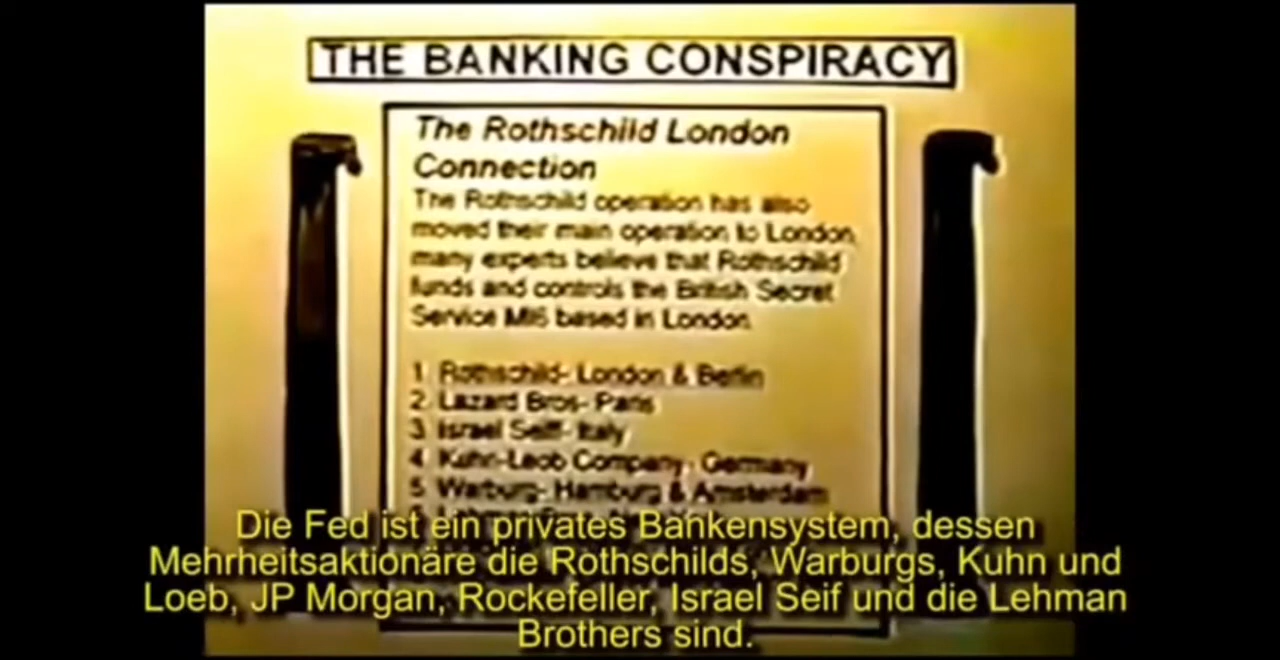 THE BANKING CONSPIRACY
The Rothschild London
Connection
The Rothschild operation has also
moved their main operation to London,
many experts believe that Rothschild
funds and controls the British Secret
Service MI6 based in London
1 Rothschild- London & Berlin
2 Lazard Bros- Paris
3 Israel Seiff- Italy
4 Kuhn-Leob Company- Germany
5 Warburg- Hamburg & Amsterdam
Die Fed ist ein privates Bankensystem, dessen
Mehrheitsaktionäre die Rothschilds, Warburgs, Kuhn und
Loeb, JP Morgan, Rockefeller, Israel Seif und die Lehman
Brothers sind.